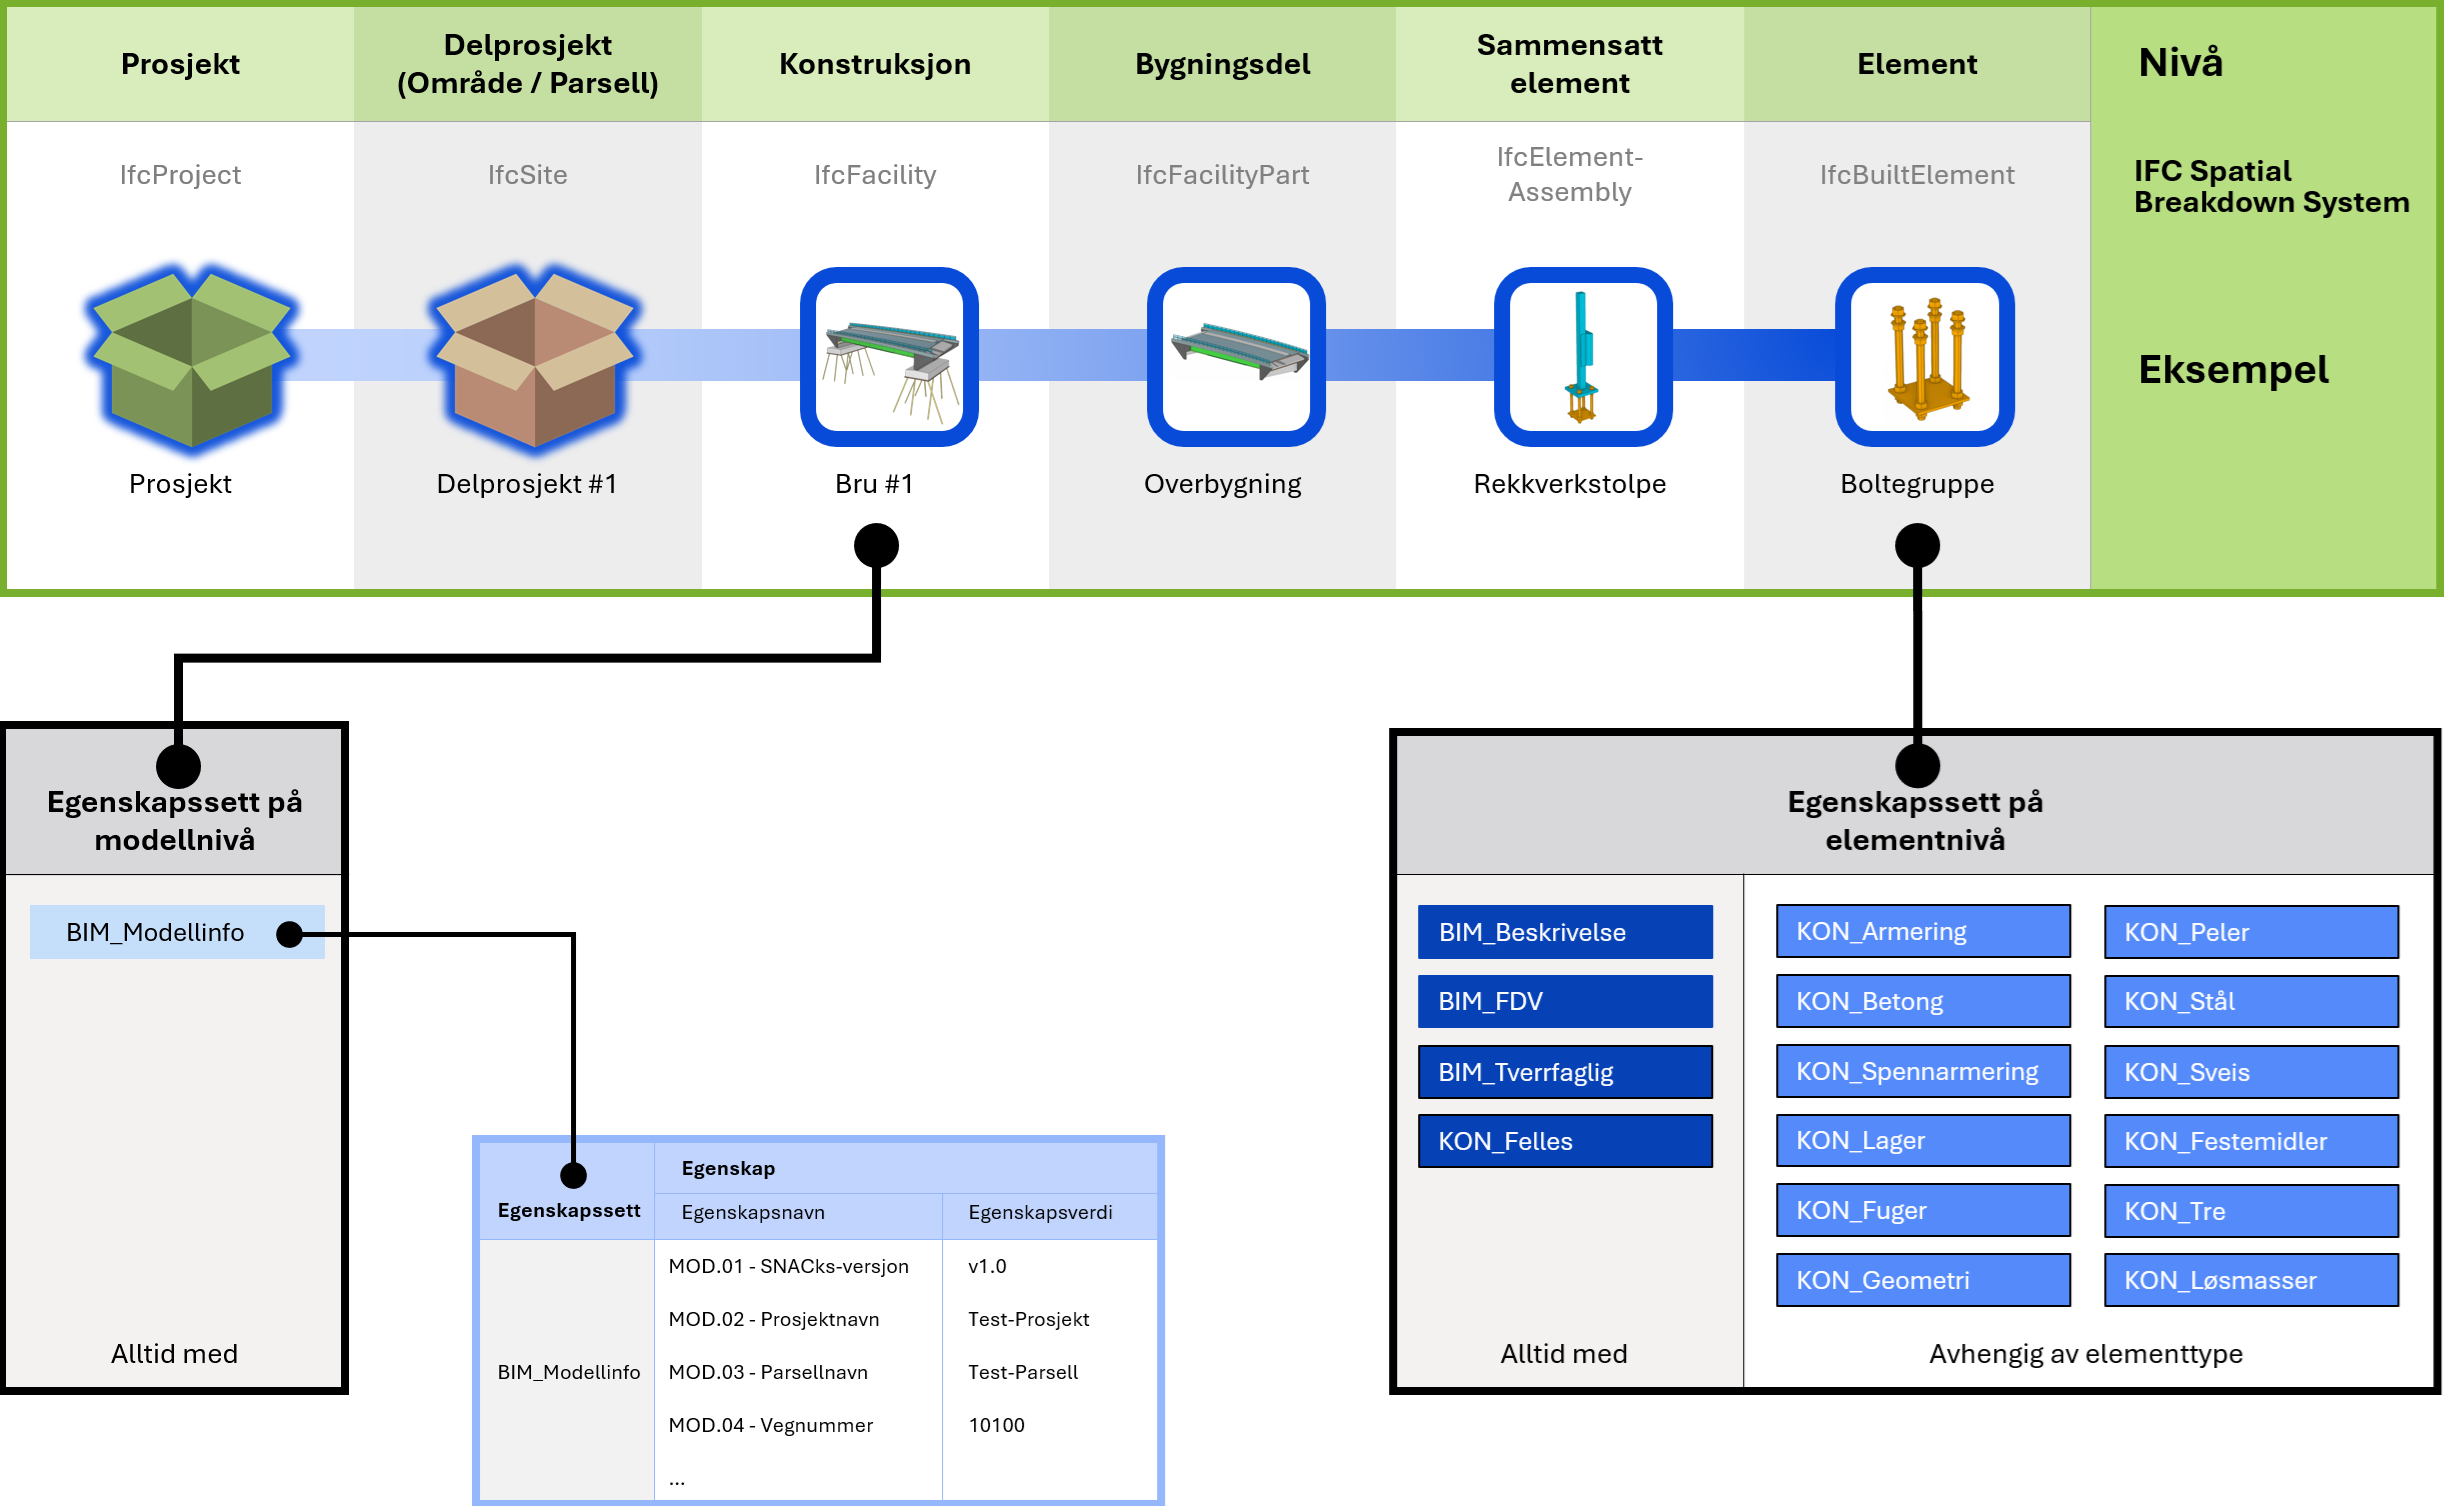 Prosjekt
Delprosjekt
(Område / Parsell)
Konstruksjon
Bygningsdel
Sammensatt
element
Element
Nivå
IfcProject
IfcSite
IfcFacility
IfcFacilityPart
IfcElement-
Assembly
IfcBuiltElement
IFC Spatial
Breakdown System
Eksempel
Prosjekt
Delprosjekt #1
Bru #1
Overbygning
Rekkverkstolpe
Boltegruppe
Egenskapssett på
modellnivå
BIM_Modellinfo
Alltid med
Egenskapssett
Egenskap
Egenskapsnavn
Egenskapsverdi
BIM_Modellinfo
MOD.01 - SNACks-versjon
v1.0
MOD.02 - Prosjektnavn
Test-Prosjekt
MOD.03 - Parsellnavn
Test-Parsell
MOD.04 - Vegnummer
10100
...
Egenskapssett på
elementnivå
BIM_Beskrivelse
BIM_FDV
BIM_Tverrfaglig
KON_Felles
Alltid med
KON_Armering
KON_Betong
KON_Spennarmering
KON_Lager
KON_Fuger
KON_Geometri
KON_Peler
KON_Stål
KON_Sveis
KON_Festemidler
KON_Tre
KON_Løsmasser
Avhengig av elementtype